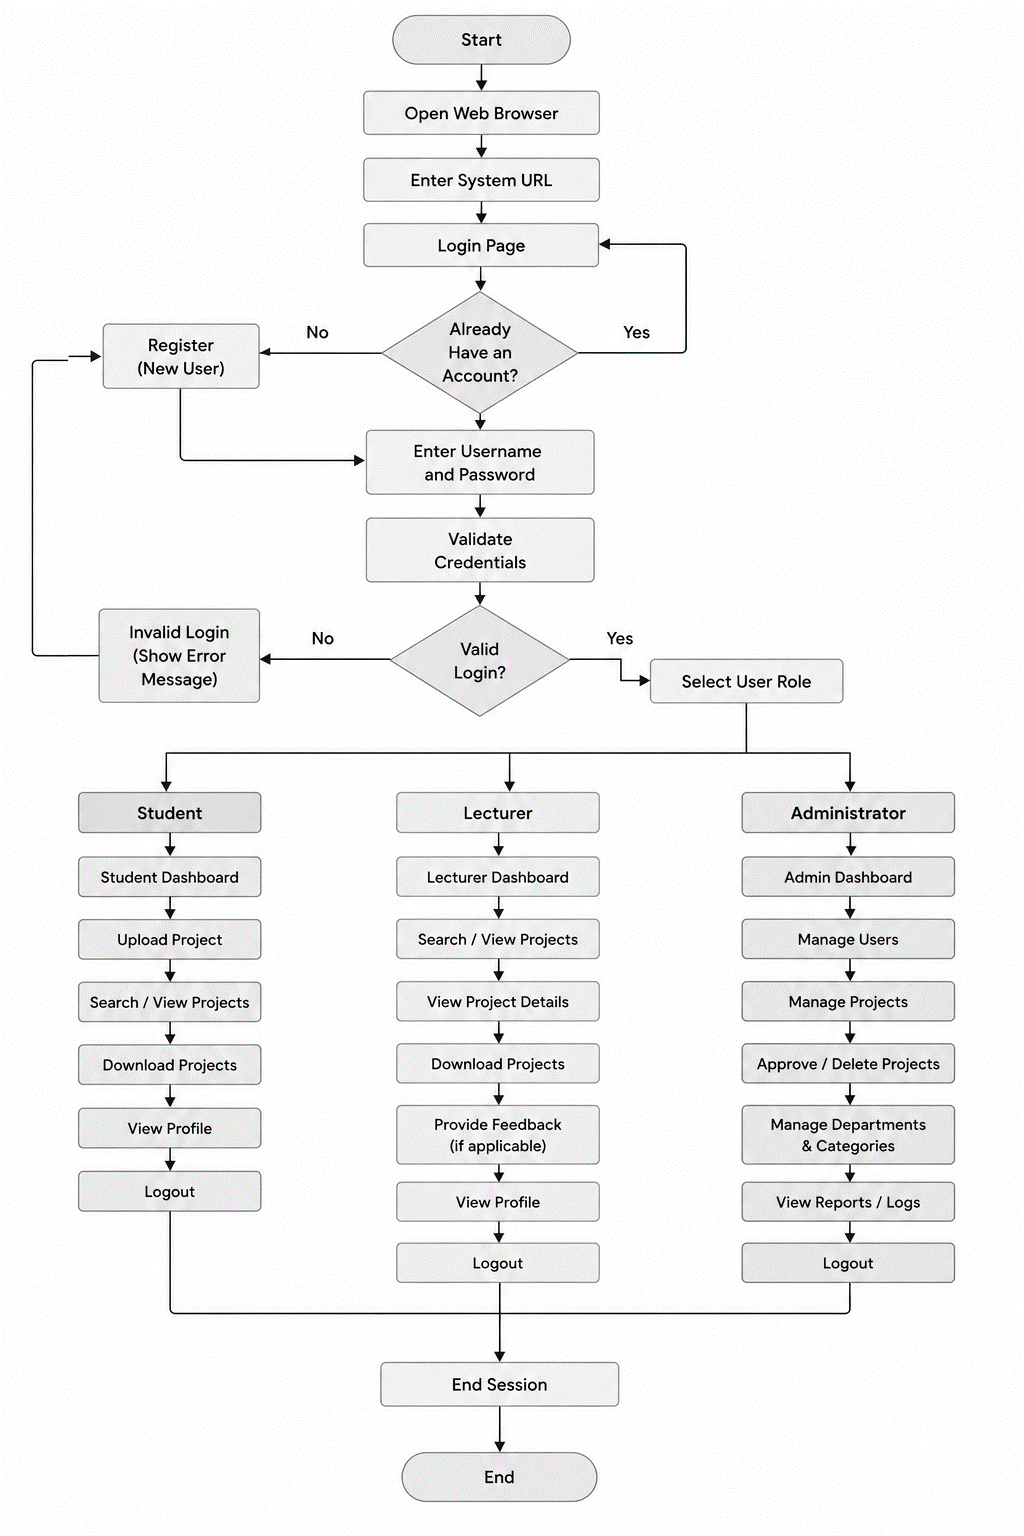 Start
Open Web Browser
Enter System URL
Login Page
Already
Have an
Account?
No
Yes
Register
(New User)
Enter Username
and Password
Validate
Credentials
Valid
Login?
No
Yes
Invalid Login
(Show Error
Message)
Select User Role
Student
Student Dashboard
Upload Project
Search / View Projects
Download Projects
View Profile
Logout
Lecturer
Lecturer Dashboard
Search / View Projects
View Project Details
Download Projects
Provide Feedback
(if applicable)
View Profile
Logout
Administrator
Admin Dashboard
Manage Users
Manage Projects
Approve / Delete Projects
Manage Departments
& Categories
View Reports / Logs
Logout
End Session
End